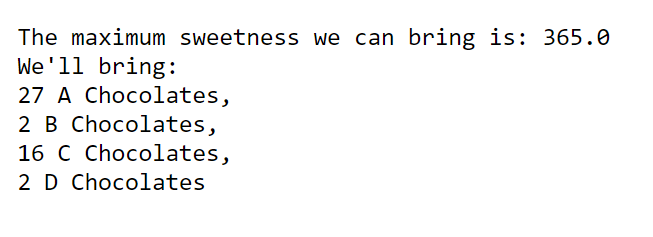 The maximum sweetness we can bring is: 365.0
We'll bring:
27 A Chocolates,
2 B Chocolates,
16 C Chocolates,
2 D Chocolates